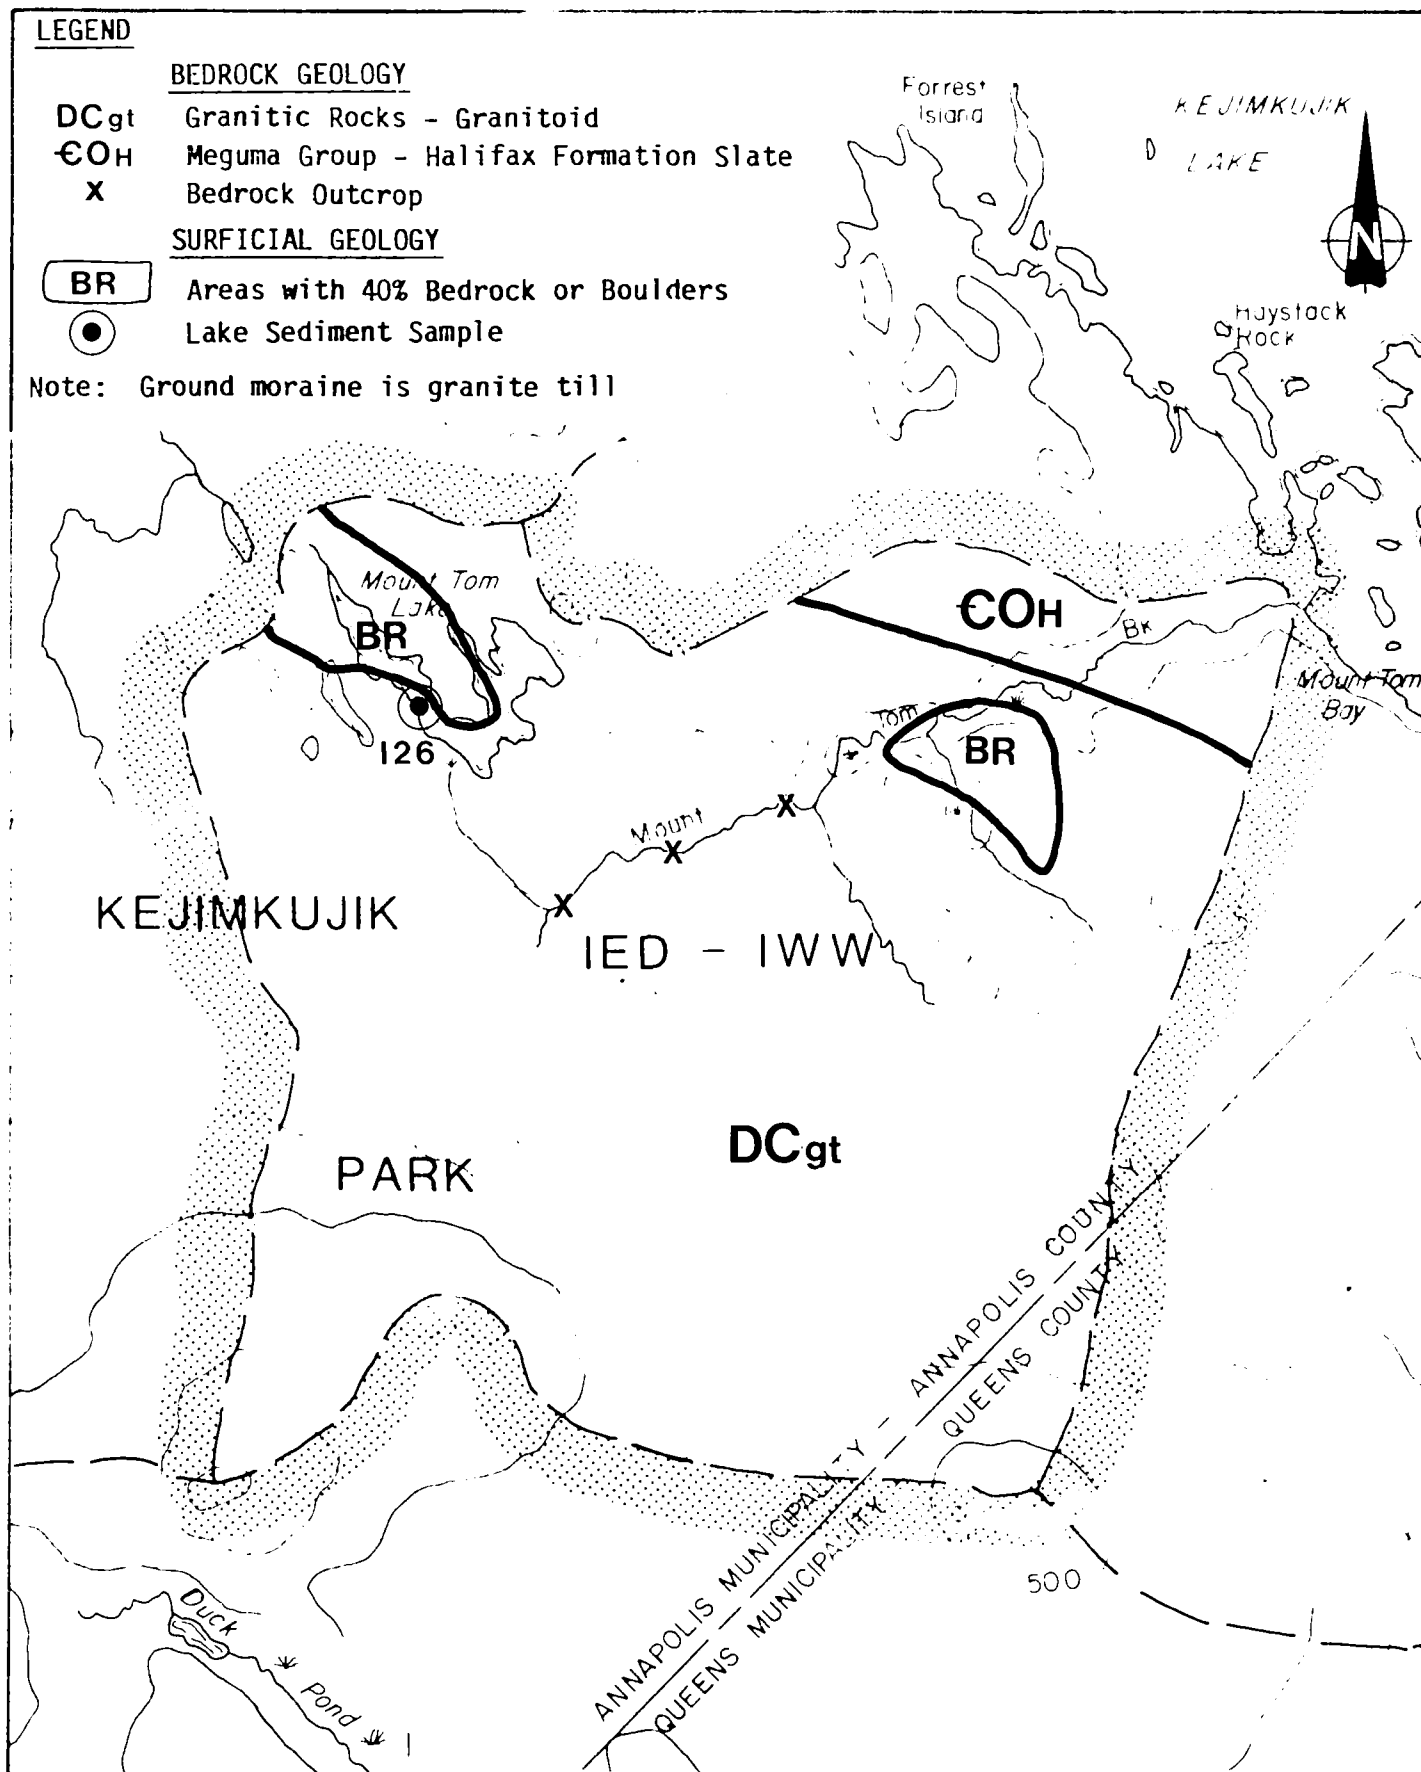 LEGEND
BEDROCK GEOLOGY
DCgt Granitic Rocks - Granitoid
ЄOH Meguma Group - Halifax Formation Slate
X Bedrock Outcrop
SURFICIAL GEOLOGY
BR Areas with 40% Bedrock or Boulders
Lake Sediment Sample
Note: Ground moraine is granite till
Forrest
Island
KEJIMKUJIK
LAKE
N
Haystack
Rock
Mount Tom
Lake
BR
126
ЄOH
Bk
Mount Tom
Bay
Tom
BR
X
Mount
X
X
KEJIMKUJIK
IED - IWW
DCgt
PARK
ANNAPOLIS COUNTY
QUEENS COUNTY
ANNAPOLIS MUNICIPALITY
QUEENS MUNICIPALITY
500
Duck
Pond